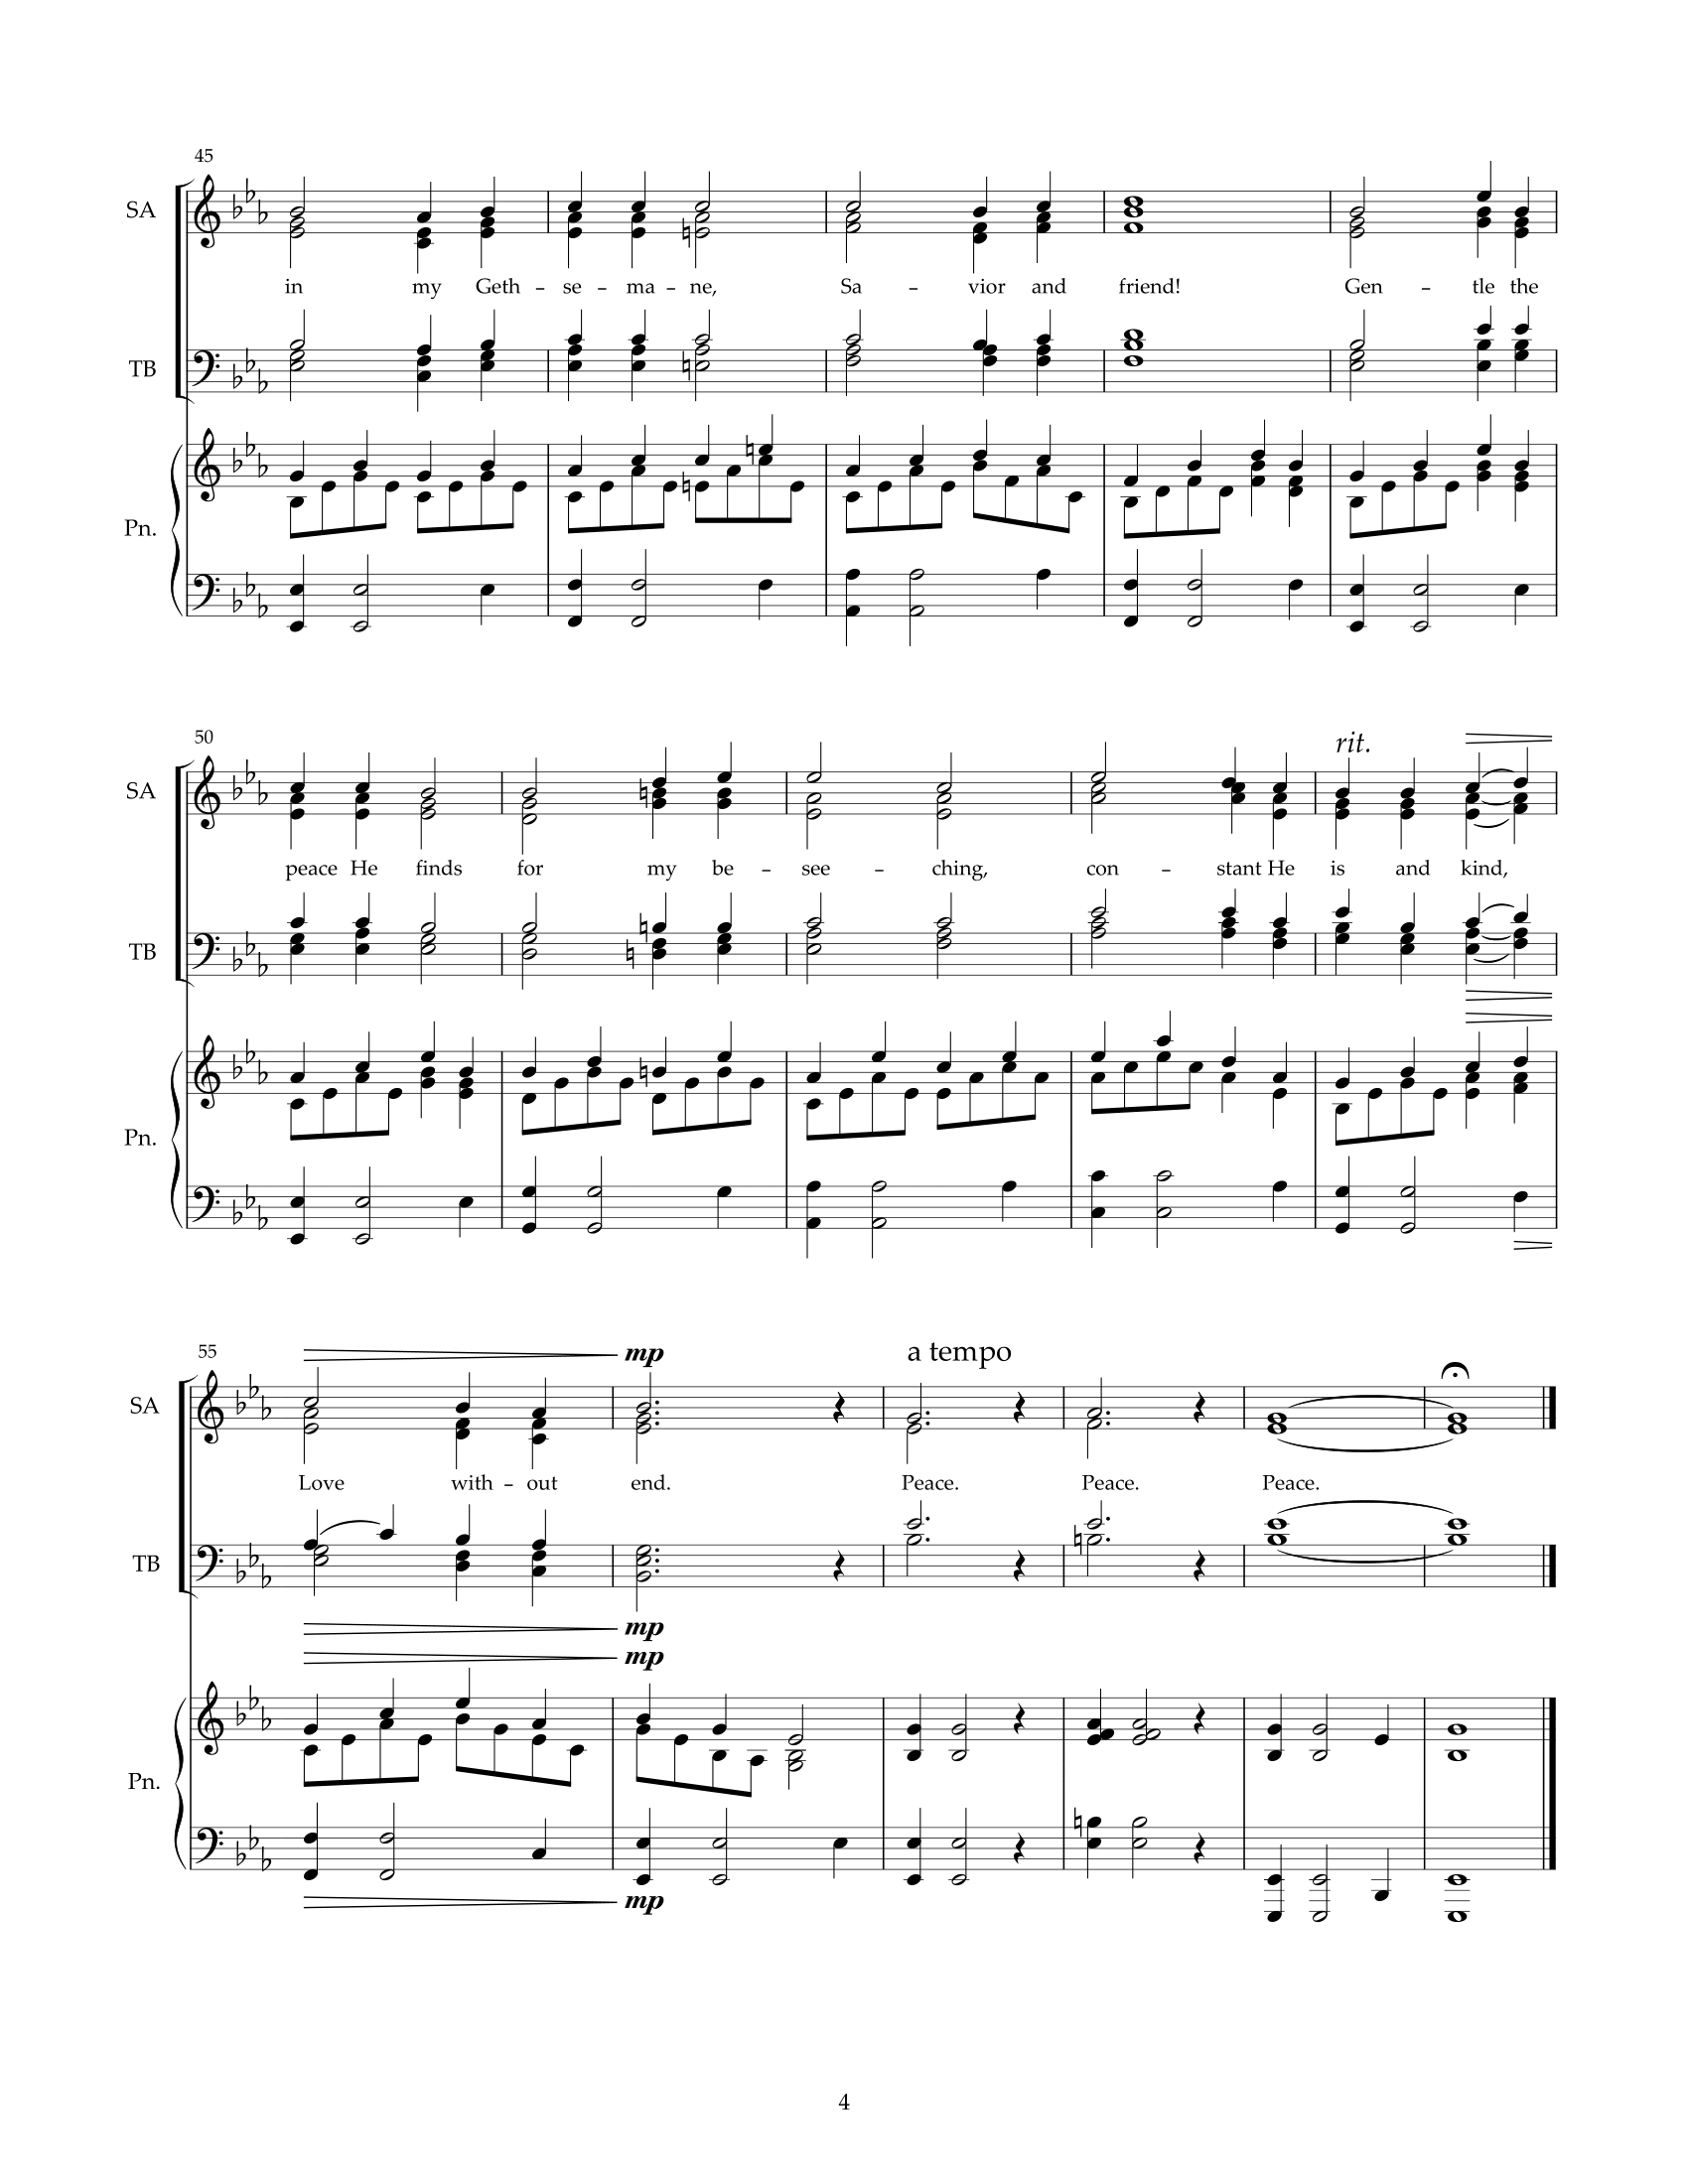 45
SA
in my Geth - se - ma - ne, Sa - vior and friend! Gen - tle the
TB
Pn.
50
rit.
SA
peace He finds for my be - see - ching, con - stant He is and kind,
TB
Pn.
55
mp
a tempo
SA
Love with - out end. Peace. Peace. Peace.
TB
mp
mp
Pn.
mp
4